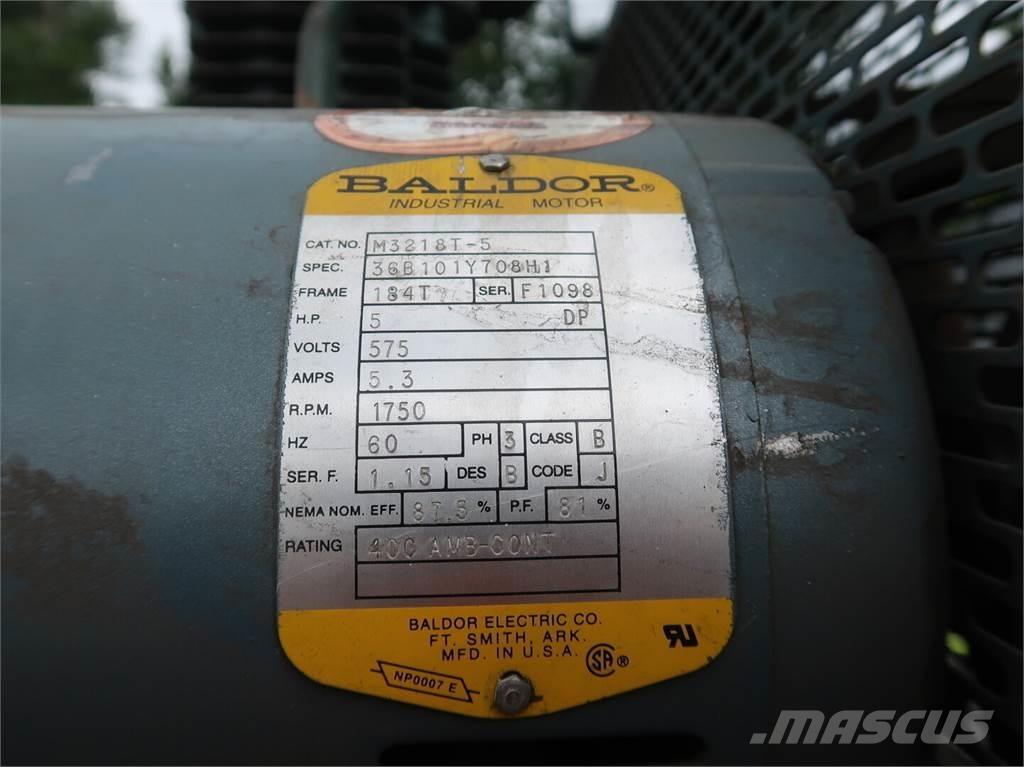 BALDOR®
INDUSTRIAL MOTOR
CAT. NO. M3218T-5
SPEC. 36B101Y708H1
FRAME 184T SER. F1098
H.P. 5 DP
VOLTS 575
AMPS 5.3
R.P.M. 1750
HZ 60 PH 3 CLASS B
SER. F. 1.15 DES B CODE J
NEMA NOM. EFF. 87.5 % P.F. 81 %
RATING 40C AMB-CONT
BALDOR ELECTRIC CO.
FT. SMITH, ARK.
MFD. IN U.S.A.
NP0007 E
SA®
RU
.MASCUS